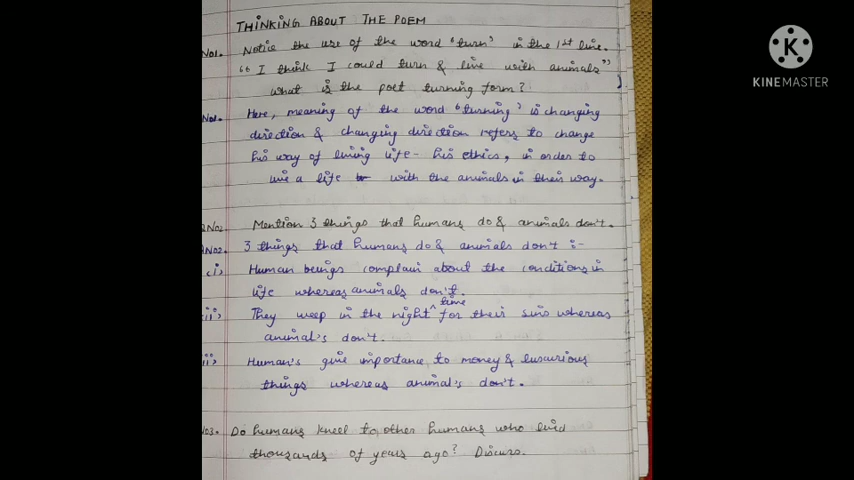 THINKING ABOUT THE POEM
No1. Notice the use of the word "turn" in the 1st line.
"I think I could turn & live with animals"
what is the poet turning form?
No1. Here, meaning of the word "turning" is changing
direction & changing direction refers to change
his way of living life - his ethics, in order to
live a life with the animals in their way.
QNO2. Mention 3 things that humans do & animals don't.
NO2. 3 things that humans do & animals don't :-
(i) Human beings complain about the conditions in
life whereas animals don't.
ii) They weep in the night ^ time for their sins whereas
animal's don't.
ii) Human's give importance to money & luxurious
things whereas animal's don't.
NO3. Do humans kneel to other humans who lived
thousands of years ago? Discuss.
K
KINEMASTER